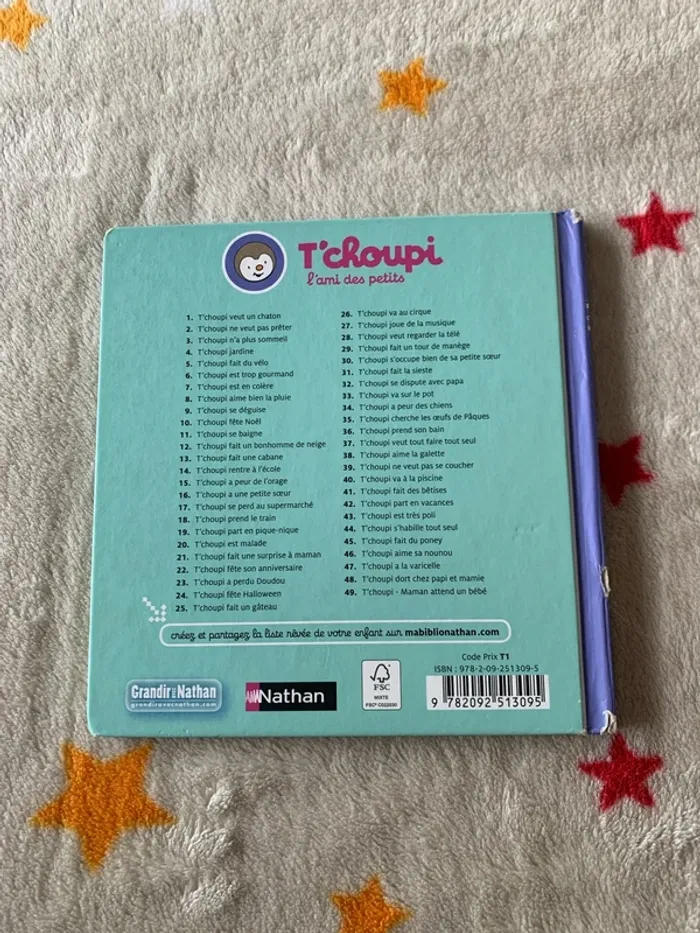 T'choupi
l'ami des petits
1. T'choupi veut un chaton
2. T'choupi ne veut pas prêter
3. T'choupi n'a plus sommeil
4. T'choupi jardine
5. T'choupi fait du vélo
6. T'choupi est trop gourmand
7. T'choupi est en colère
8. T'choupi aime bien la pluie
9. T'choupi se déguise
10. T'choupi fête Noël
11. T'choupi se baigne
12. T'choupi fait un bonhomme de neige
13. T'choupi fait une cabane
14. T'choupi rentre à l'école
15. T'choupi a peur de l'orage
16. T'choupi a une petite sœur
17. T'choupi se perd au supermarché
18. T'choupi prend le train
19. T'choupi part en pique-nique
20. T'choupi est malade
21. T'choupi fait une surprise à maman
22. T'choupi fête son anniversaire
23. T'choupi a perdu Doudou
24. T'choupi fête Halloween
25. T'choupi fait un gâteau
26. T'choupi va au cirque
27. T'choupi joue de la musique
28. T'choupi veut regarder la télé
29. T'choupi fait un tour de manège
30. T'choupi s'occupe bien de sa petite sœur
31. T'choupi fait la sieste
32. T'choupi se dispute avec papa
33. T'choupi va sur le pot
34. T'choupi a peur des chiens
35. T'choupi cherche les œufs de Pâques
36. T'choupi prend son bain
37. T'choupi veut tout faire tout seul
38. T'choupi aime la galette
39. T'choupi ne veut pas se coucher
40. T'choupi va à la piscine
41. T'choupi fait des bêtises
42. T'choupi part en vacances
43. T'choupi est très poli
44. T'choupi s'habille tout seul
45. T'choupi fait du poney
46. T'choupi aime sa nounou
47. T'choupi a la varicelle
48. T'choupi dort chez papi et mamie
49. T'choupi - Maman attend un bébé
créez et partagez la liste rêvée de votre enfant sur mabiblionathan.com
Grandir avec Nathan
grandiravecnathan.com
Nathan
FSC
MIXTE
FSC® C022030
Code Prix T1
ISBN : 978-2-09-251309-5
9 782092 513095